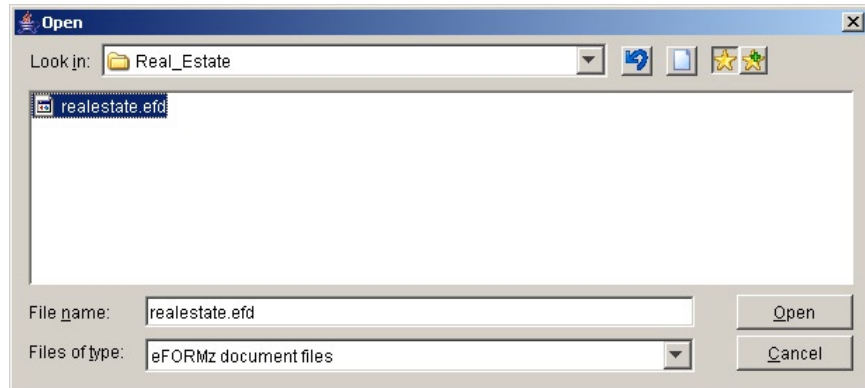 Open
Look in: Real_Estate
realestate.efd
File name: realestate.efd Open
Files of type: eFORMz document files Cancel